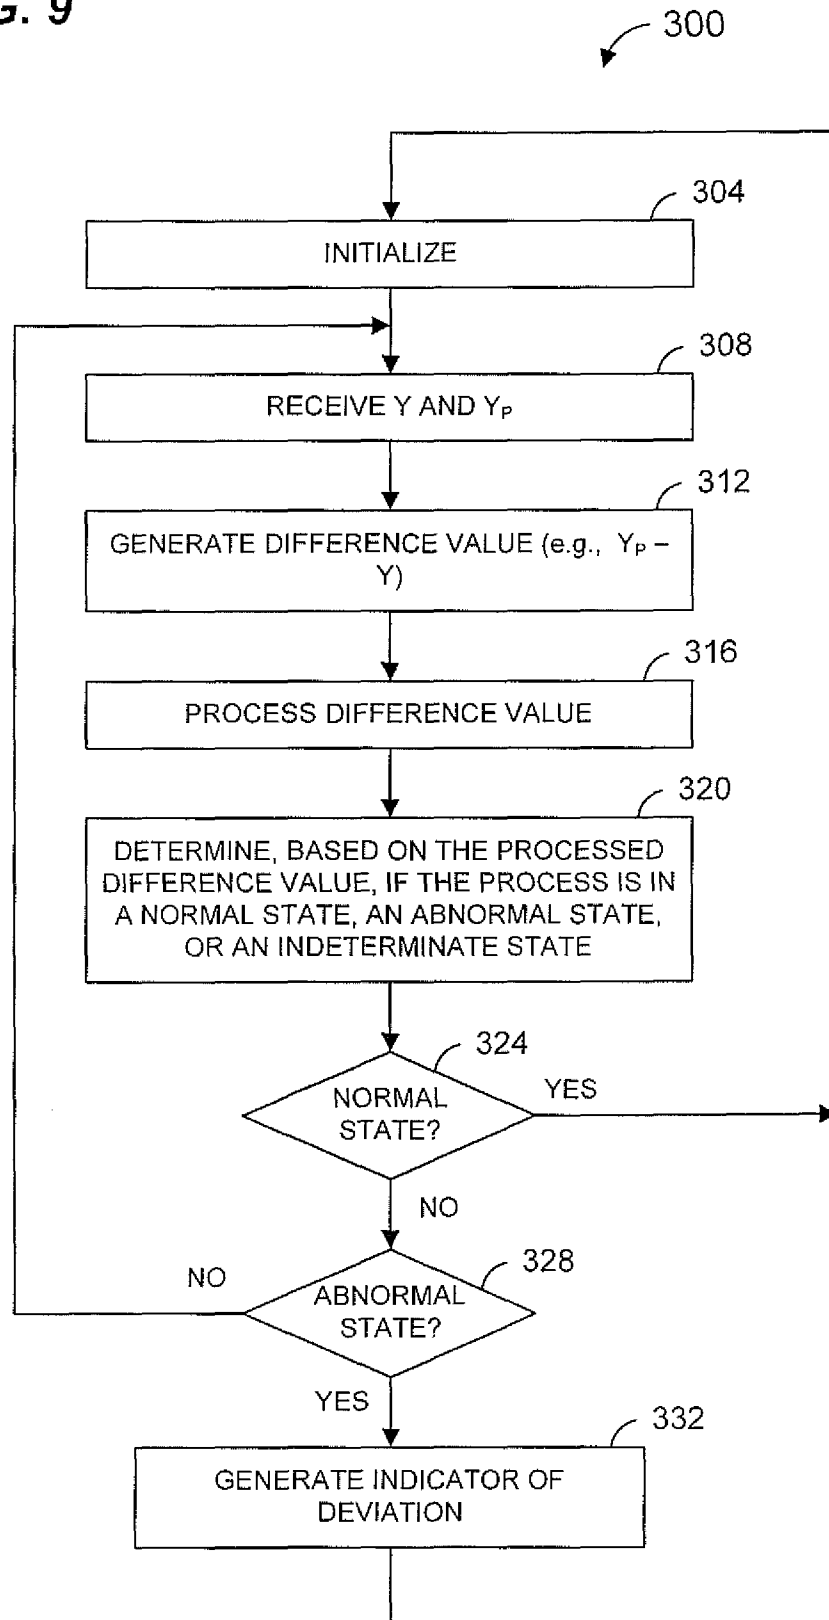 G. 9
300
304
INITIALIZE
308
RECEIVE Y AND YP
312
GENERATE DIFFERENCE VALUE (e.g., YP –
Y)
316
PROCESS DIFFERENCE VALUE
320
DETERMINE, BASED ON THE PROCESSED
DIFFERENCE VALUE, IF THE PROCESS IS IN
A NORMAL STATE, AN ABNORMAL STATE,
OR AN INDETERMINATE STATE
324
NORMAL
STATE?
YES
NO
328
ABNORMAL
STATE?
NO
YES
332
GENERATE INDICATOR OF
DEVIATION